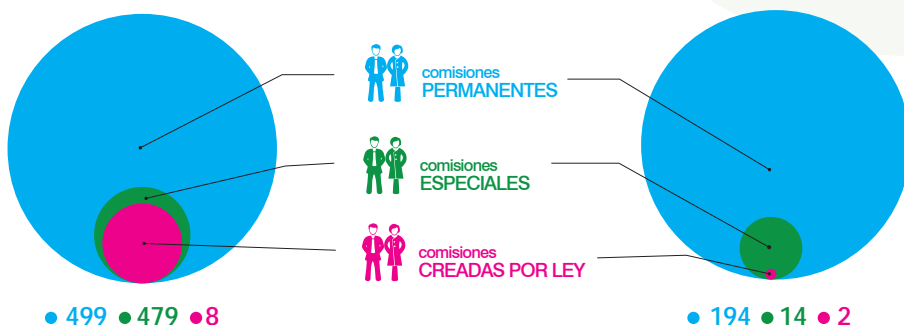 comisiones
PERMANENTES
comisiones
ESPECIALES
comisiones
CREADAS POR LEY
499 479 8
194 14 2